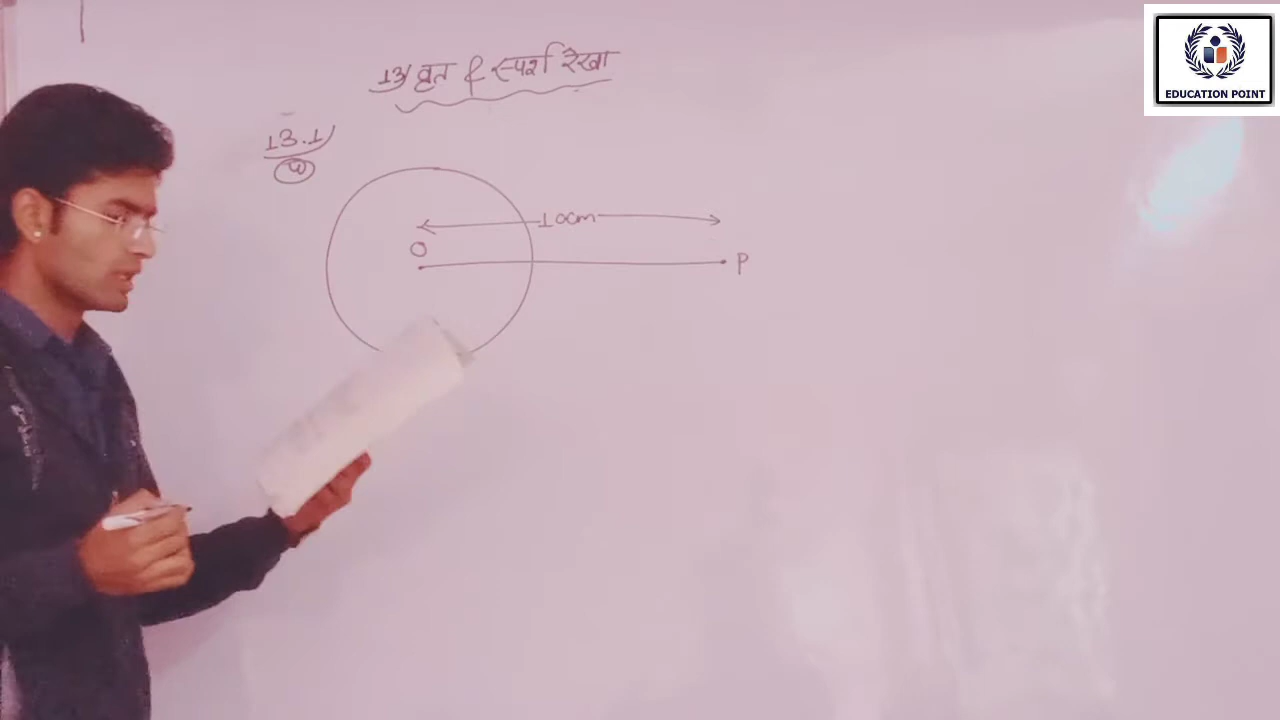 13) वृत & स्पर्श रेखा
13.1)
O
10cm
P
EDUCATION POINT